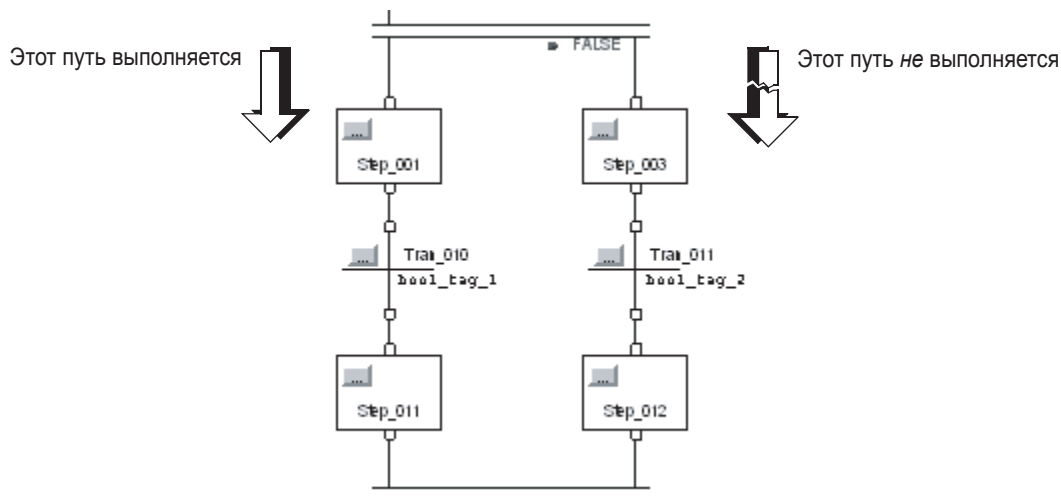 Этот путь выполняется
FALSE
Этот путь не выполняется
Step_001
Step_003
Tran_010
bool_tag_1
Tran_011
bool_tag_2
Step_011
Step_012